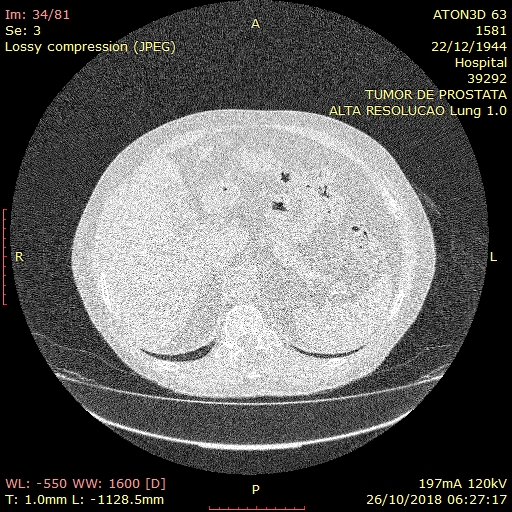 Im: 34/81
Se: 3
Lossy compression (JPEG)
A
ATON3D 63
1581
22/12/1944
Hospital
39292
TUMOR DE PROSTATA
ALTA RESOLUCAO Lung 1.0
R
L
WL: -550 WW: 1600 [D]
T: 1.0mm L: -1128.5mm
P
197mA 120kV
26/10/2018 06:27:17